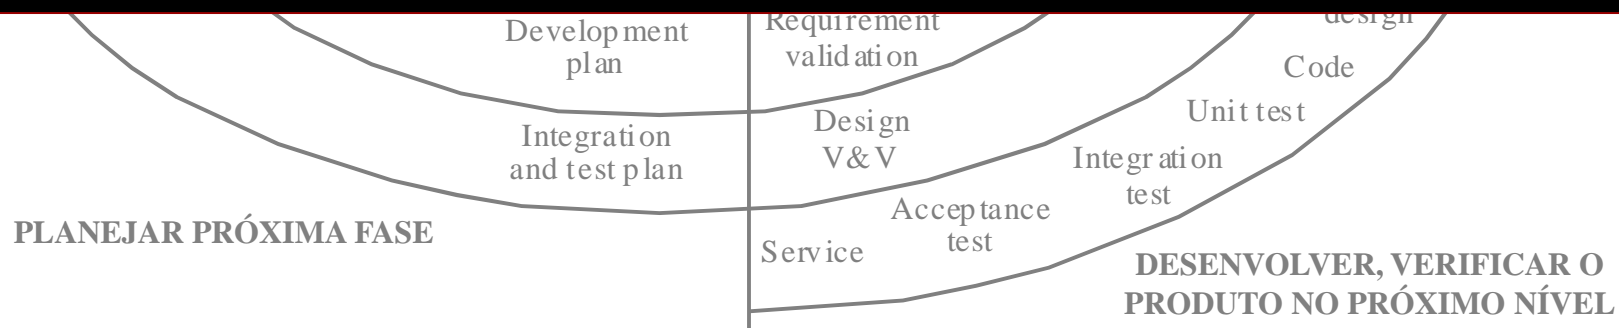 Development
plan
Requirement
validation
design
Code
Unit test
Integration
and test plan
Design
V&V
Integration
test
Acceptance
test
Service
PLANEJAR PRÓXIMA FASE
DESENVOLVER, VERIFICAR O
PRODUTO NO PRÓXIMO NÍVEL